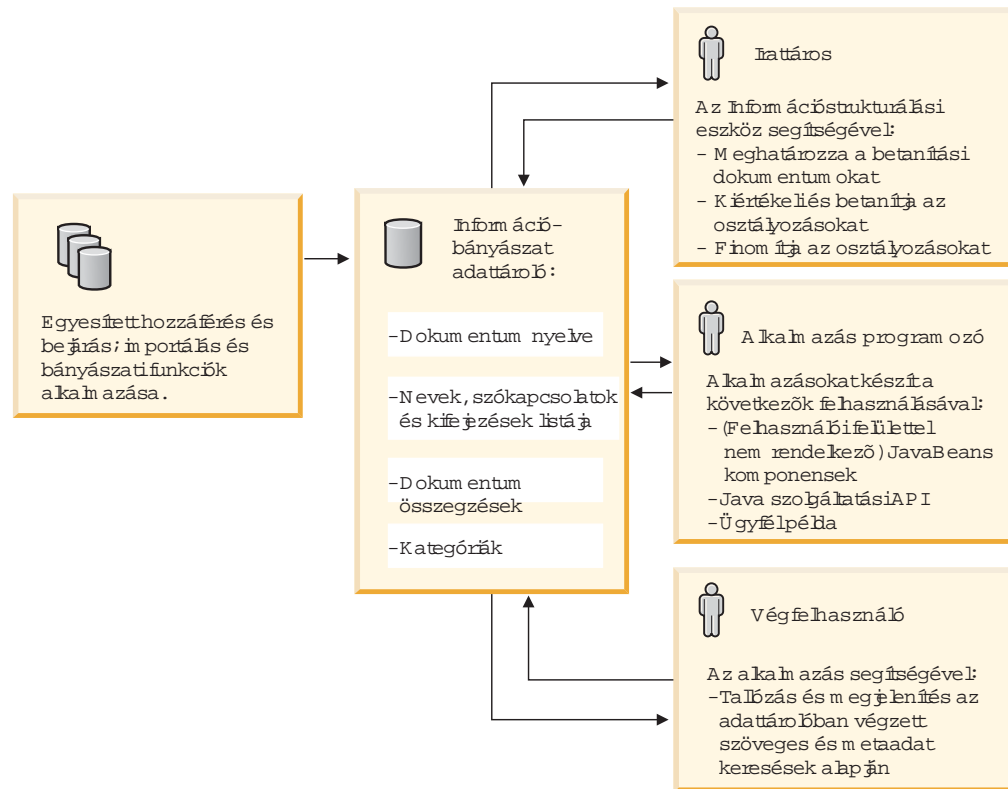 Egyesített hozzáférés és
bejárás; importálás és
bányászati funkciók
alkalmazása.
Információ-
bányászat
adattároló:
-Dokumentum nyelve
-Nevek, szókapcsolatok
és kifejezések listája
-Dokumentum
összegzések
-Kategóriák
Irattáros
Az Információstrukturálási
eszköz segítségével:
- Meghatározza a betanítási
dokumentumokat
- Kiértékeli és betanítja az
osztályozásokat
- Finomítja az osztályozásokat
Alkalmazás programozó
Alkalmazásokat készít a
következõk felhasználásával:
-(Felhasználói felülettel
nem rendelkezõ) JavaBeans
komponensek
-Java szolgáltatási API
-Ügyfélpélda
Végfelhasználó
Az alkalmazás segítségével:
-Tallózás és megjelenítés az
adattárolóban végzett
szöveges és metaadat
keresések alapján